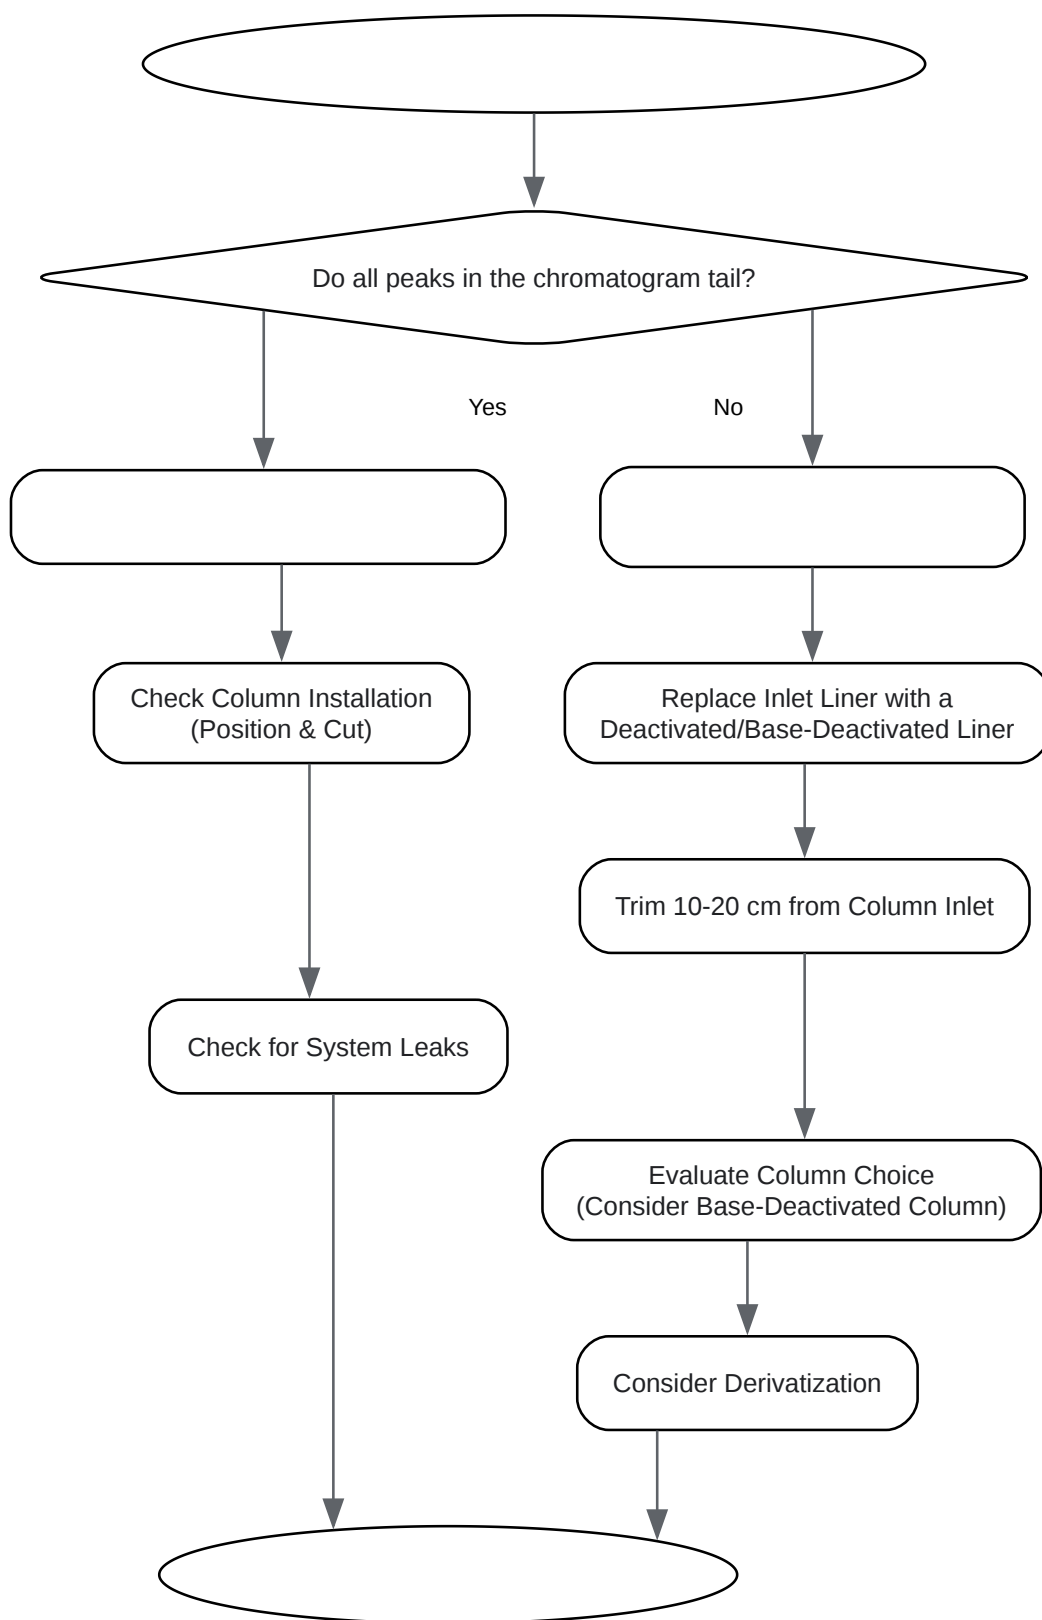 Do all peaks in the chromatogram tail?
Yes
No
Check Column Installation
(Position & Cut)
Replace Inlet Liner with a
Deactivated/Base-Deactivated Liner
Trim 10-20 cm from Column Inlet
Check for System Leaks
Evaluate Column Choice
(Consider Base-Deactivated Column)
Consider Derivatization